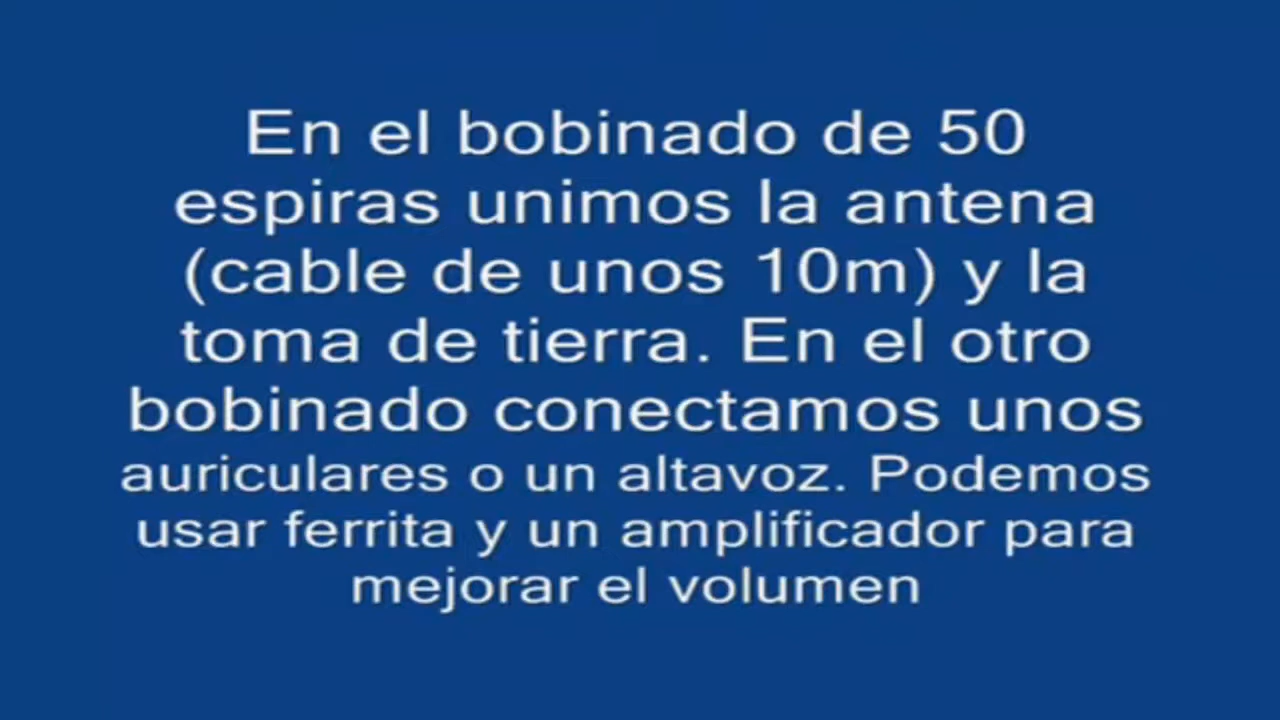 En el bobinado de 50
espiras unimos la antena
(cable de unos 10m) y la
toma de tierra. En el otro
bobinado conectamos unos
auriculares o un altavoz. Podemos
usar ferrita y un amplificador para
mejorar el volumen